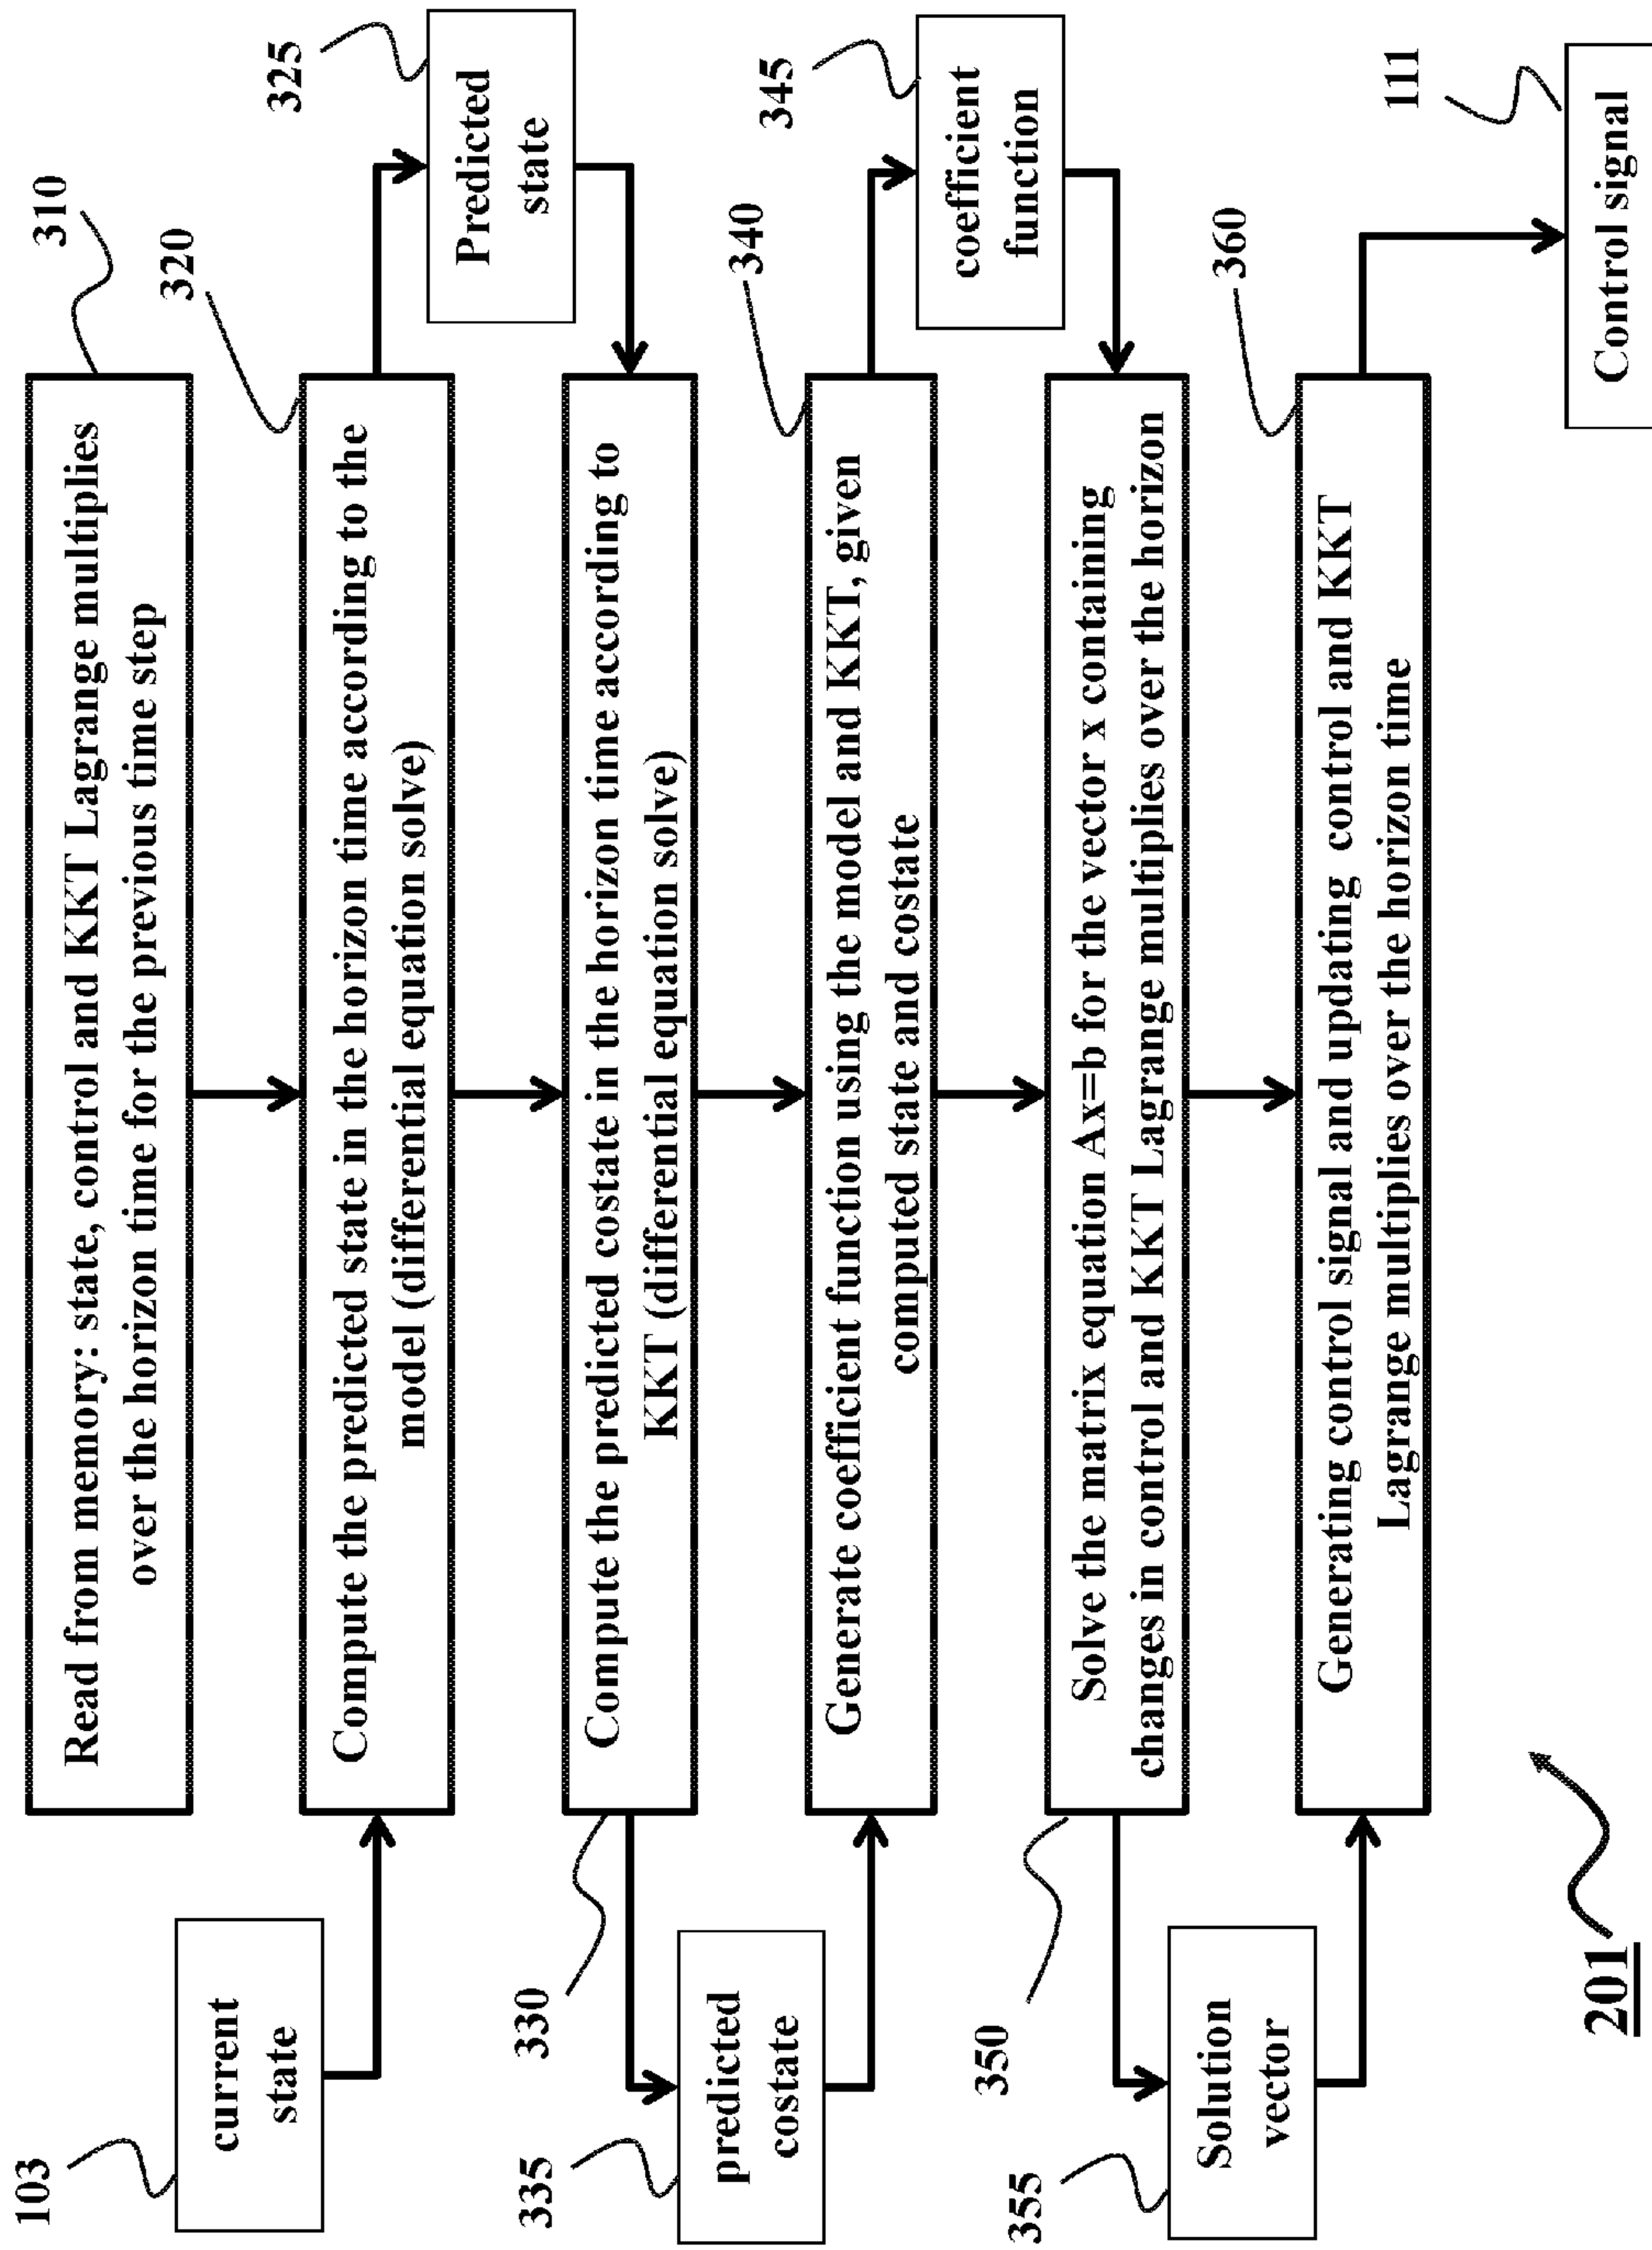 310
Read from memory: state, control and KKT Lagrange multiplies
over the horizon time for the previous time step
103
current
state
320
Compute the predicted state in the horizon time according to the
model (differential equation solve)
325
Predicted
state
330
Compute the predicted costate in the horizon time according to
KKT (differential equation solve)
335
predicted
costate
340
Generate coefficient function using the model and KKT, given
computed state and costate
345
coefficient
function
350
Solve the matrix equation Ax=b for the vector x containing
changes in control and KKT Lagrange multiplies over the horizon
355
Solution
vector
360
Generating control signal and updating control and KKT
Lagrange multiplies over the horizon time
111
Control signal
201